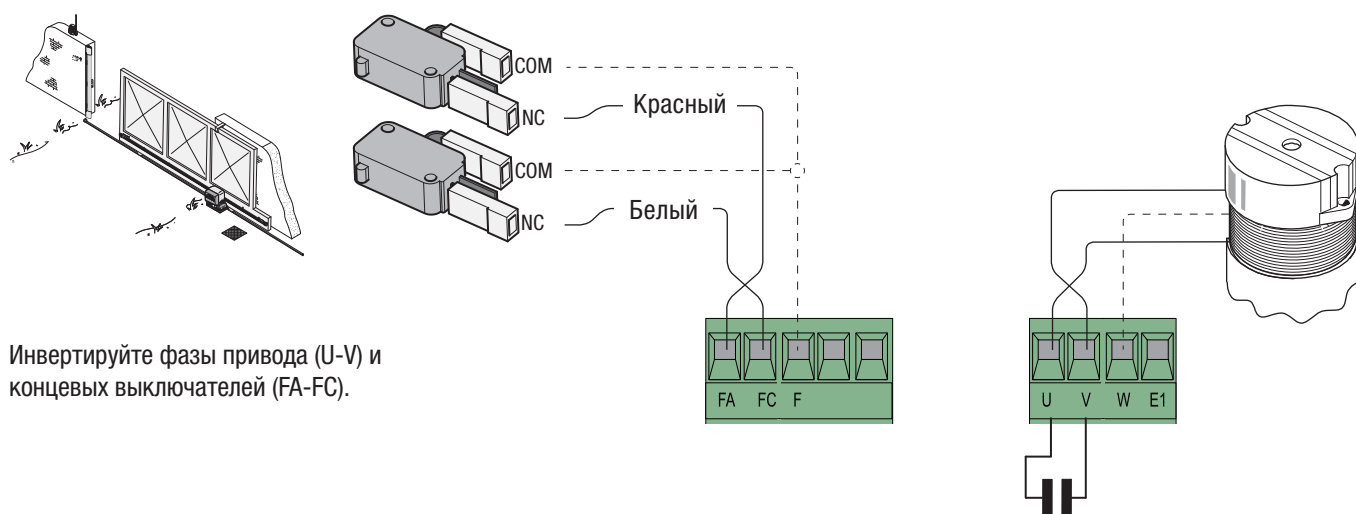 COM
NC
Красный
COM
NC
Белый
Инвертируйте фазы привода (U-V) и
концевых выключателей (FA-FC).
FA FC F
U V W E1